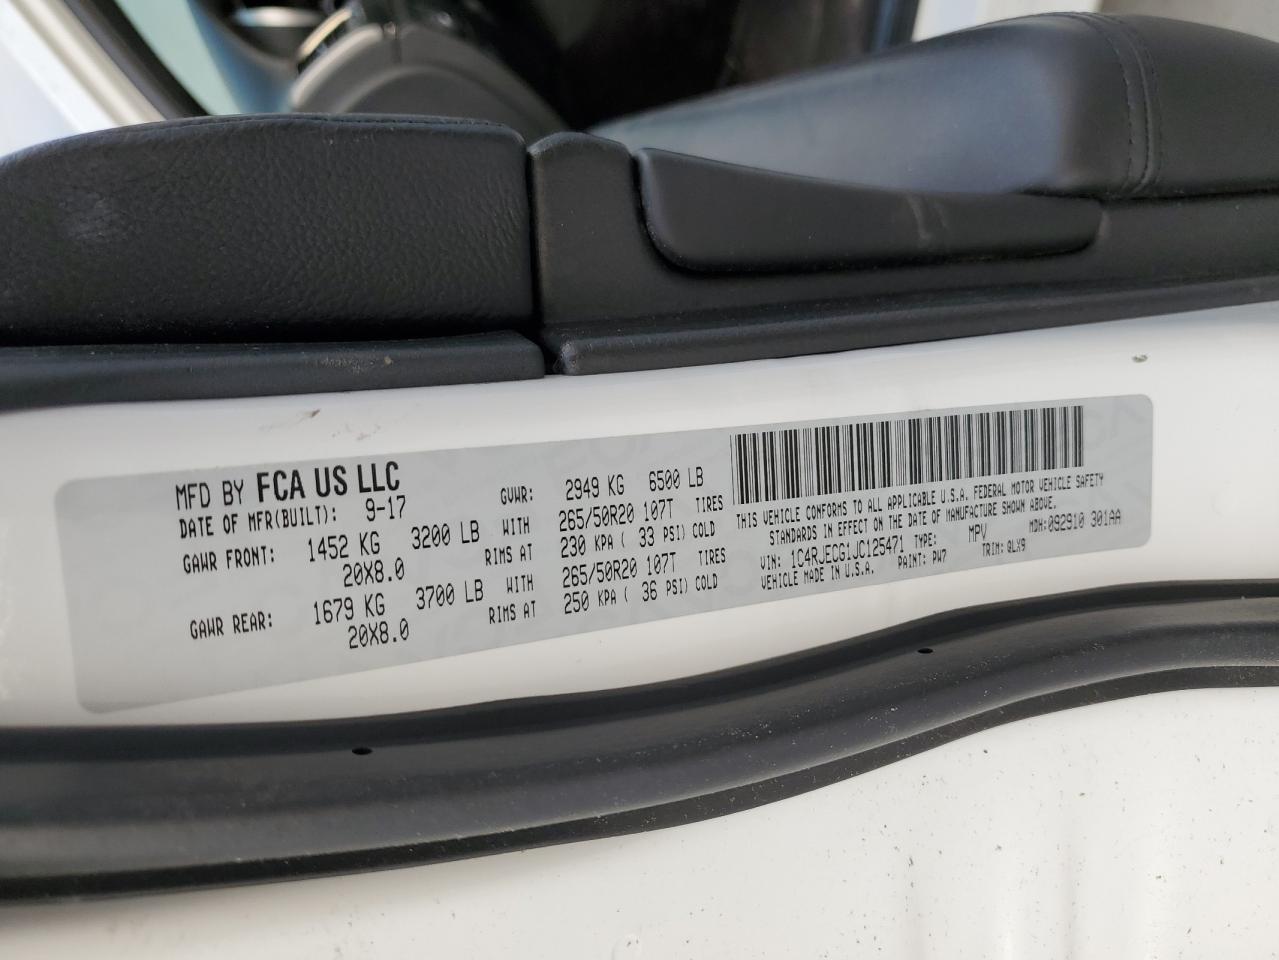 MFD BY FCA US LLC
DATE OF MFR(BUILT): 9-17
GVWR: 2949 KG 6500 LB
GAWR FRONT: 1452 KG 3200 LB WITH 265/50R20 107T TIRES
20X8.0 RIMS AT 230 KPA ( 33 PSI) COLD
GAWR REAR: 1679 KG 3700 LB WITH 265/50R20 107T TIRES
20X8.0 RIMS AT 250 KPA ( 36 PSI) COLD
THIS VEHICLE CONFORMS TO ALL APPLICABLE U.S.A. FEDERAL MOTOR VEHICLE SAFETY
STANDARDS IN EFFECT ON THE DATE OF MANUFACTURE SHOWN ABOVE.
VIN: 1C4RJECG1JC125471 TYPE: MPV MDH:092910 301AA
VEHICLE MADE IN U.S.A. PAINT: PW7 TRIM: QLX9